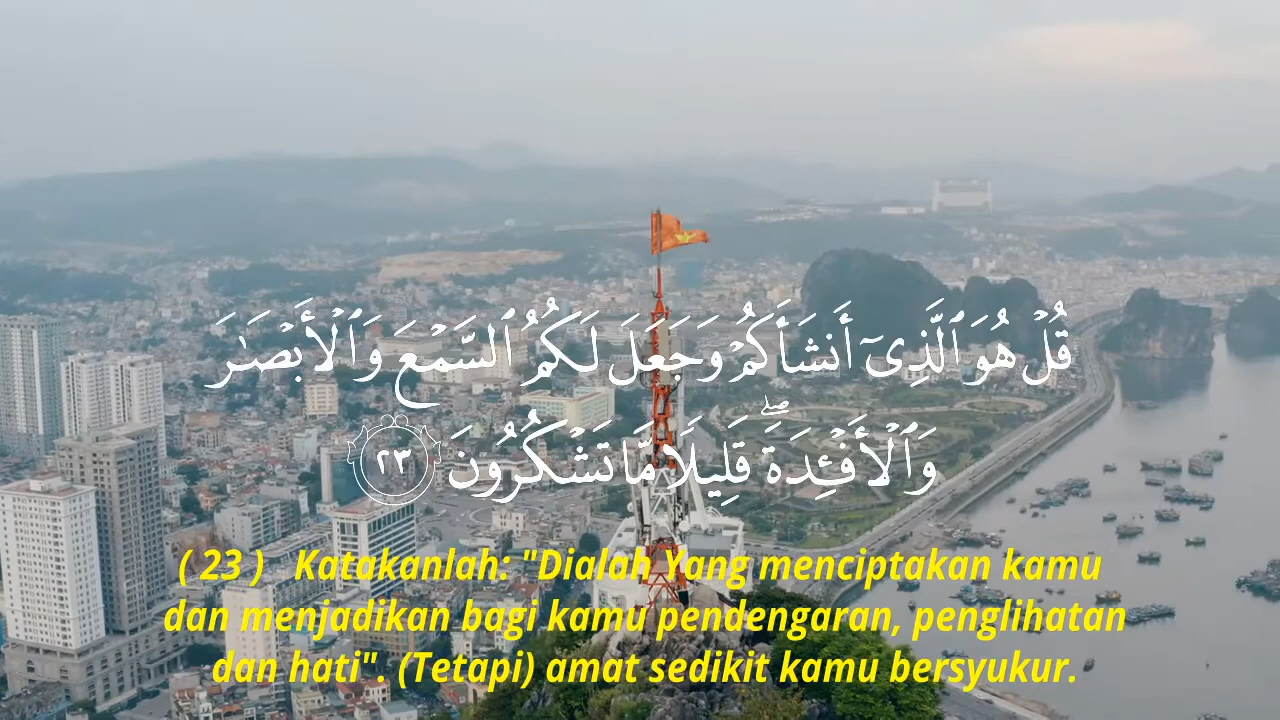 قُلْ هُوَ ٱلَّذِىٓ أَنشَأَكُمْ وَجَعَلَ لَكُمُ ٱلسَّمْعَ وَٱلْأَبْصَـٰرَ
وَٱلْأَفْـِٔدَةَ ۖ قَلِيلًا مَّا تَشْكُرُونَ ٢٣
( 23 ) Katakanlah: "Dialah Yang menciptakan kamu
dan menjadikan bagi kamu pendengaran, penglihatan
dan hati". (Tetapi) amat sedikit kamu bersyukur.